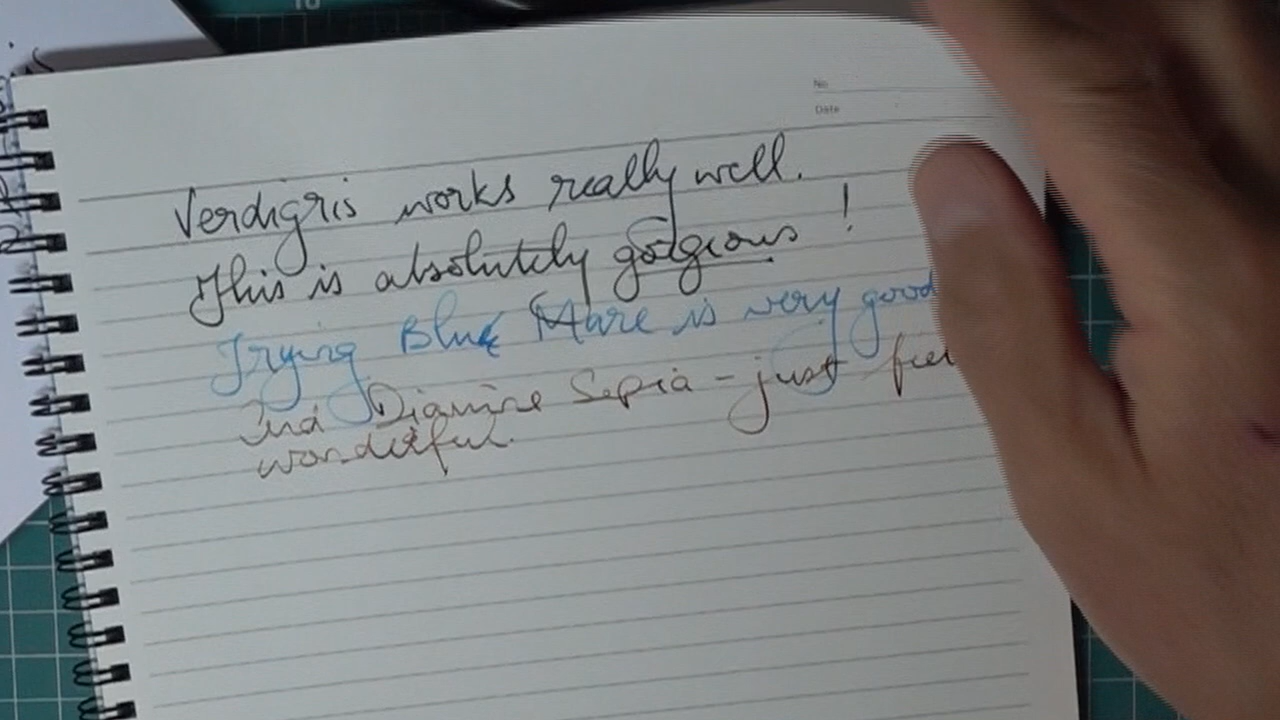 No
Date
Verdigris works really well.
This is absolutely gorgeous !
Trying Blue Mare is very good
Diamine Sepia - just
wonderful.